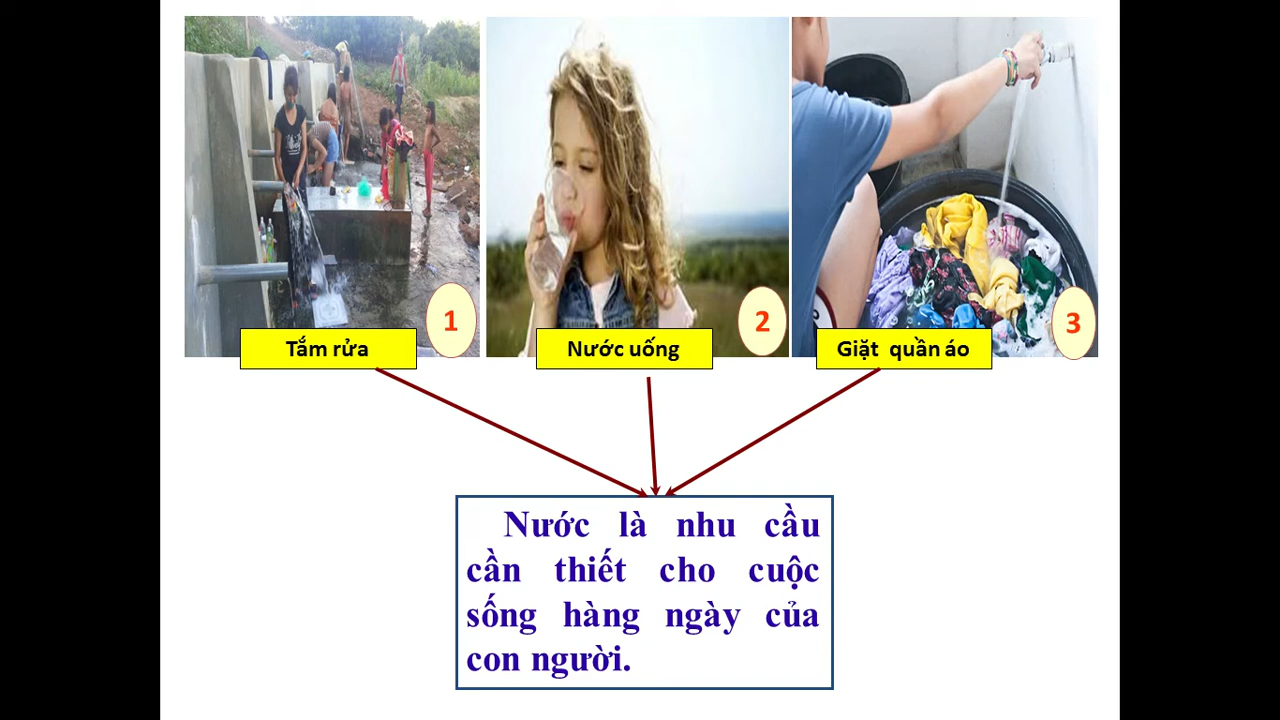 1
2
3
Tắm rửa
Nước uống
Giặt quần áo
Nước là nhu cầu
cần thiết cho cuộc
sống hàng ngày của
con người.